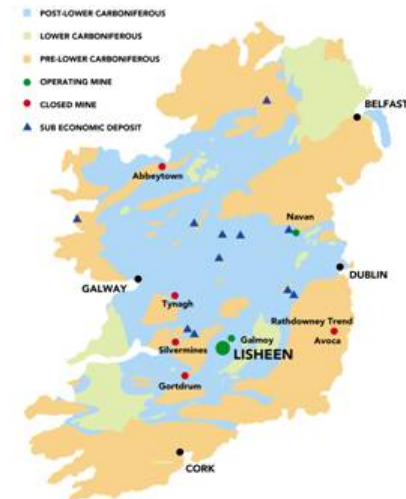 POST-LOWER CARBONIFEROUS
LOWER CARBONIFEROUS
PRE-LOWER CARBONIFEROUS
OPERATING MINE
CLOSED MINE
SUB ECONOMIC DEPOSIT
BELFAST
Abbeytown
Navan
GALWAY
DUBLIN
Tynagh
Rathdowney Trend
Galmoy
Avoca
Silvermines
LISHEEN
Gortdrum
CORK